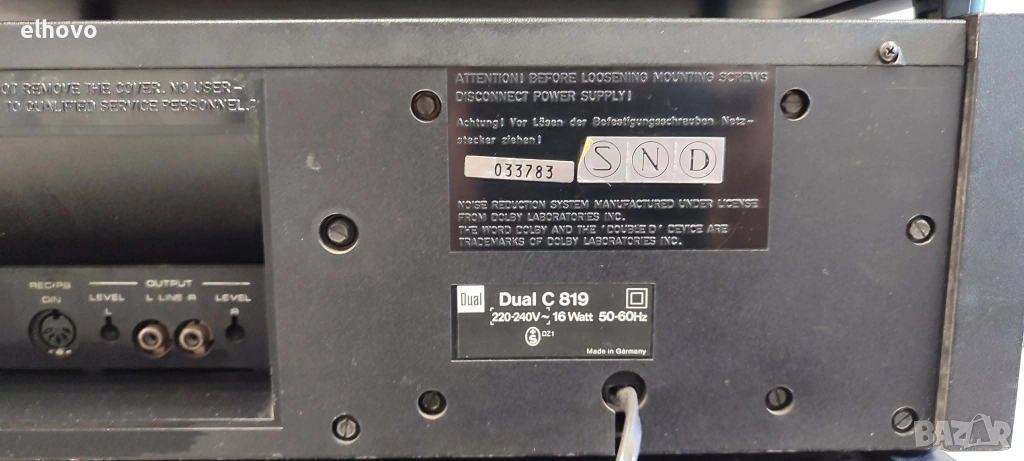 elhovo
OT REMOVE THE COVER. NO USER-
TO QUALIFIED SERVICE PERSONNEL.
ATTENTION! BEFORE LOOSENING MOUNTING SCREWS
DISCONNECT POWER SUPPLY!
Achtung! Vor Lösen der Befestigungsschrauben Netz-
stecker ziehen!
033783
S N D
NOISE REDUCTION SYSTEM MANUFACTURED UNDER LICENSE
FROM DOLBY LABORATORIES INC.
THE WORD DOLBY AND THE 'DOUBLE D' DEVICE ARE
TRADEMARKS OF DOLBY LABORATORIES INC.
REC/PB
DIN
OUTPUT
LEVEL L LINE R LEVEL
L R
Dual Dual C 819
220-240V~ 16 Watt 50-60Hz
S OZ1
Made in Germany
BAZAR